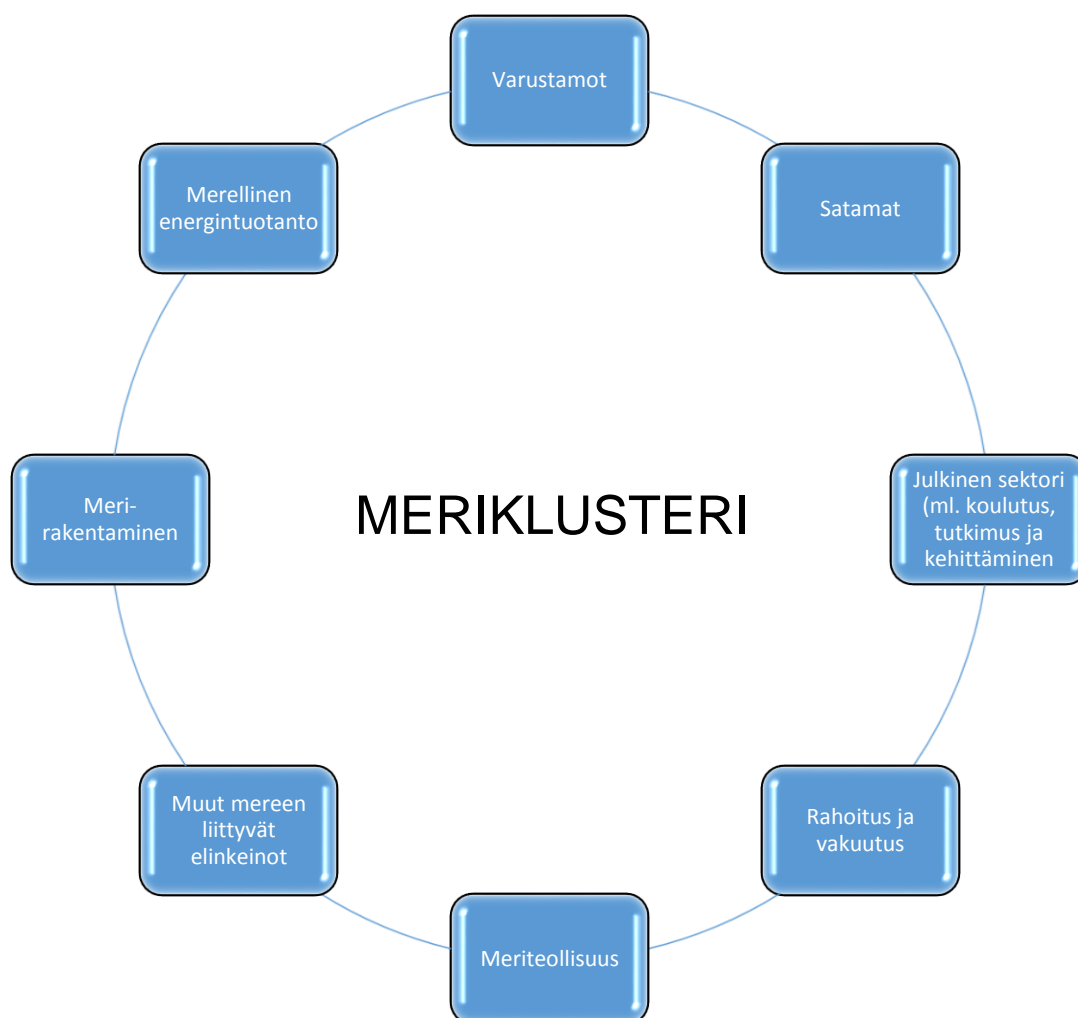 Varustamot
Satamat
Julkinen sektori
(ml. koulutus,
tutkimus ja
kehittäminen
Rahoitus ja
vakuutus
Meriteollisuus
Muut mereen
liittyvät
elinkeinot
Meri-
rakentaminen
Merellinen
energintuotanto
MERIKLUSTERI